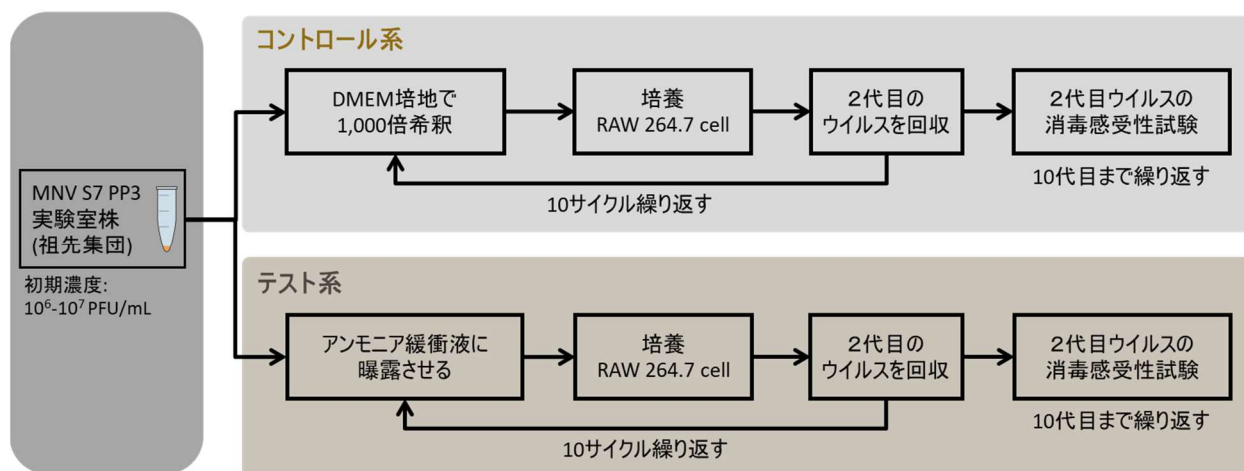 MNV S7 PP3
実験室株
(祖先集団)
初期濃度:
10⁶-10⁷ PFU/mL
コントロール系
DMEM培地で
1,000倍希釈
培養
RAW 264.7 cell
２代目の
ウイルスを回収
２代目ウイルスの
消毒感受性試験
10代目まで繰り返す
10サイクル繰り返す
テスト系
アンモニア緩衝液に
曝露させる
培養
RAW 264.7 cell
２代目の
ウイルスを回収
２代目ウイルスの
消毒感受性試験
10代目まで繰り返す
10サイクル繰り返す